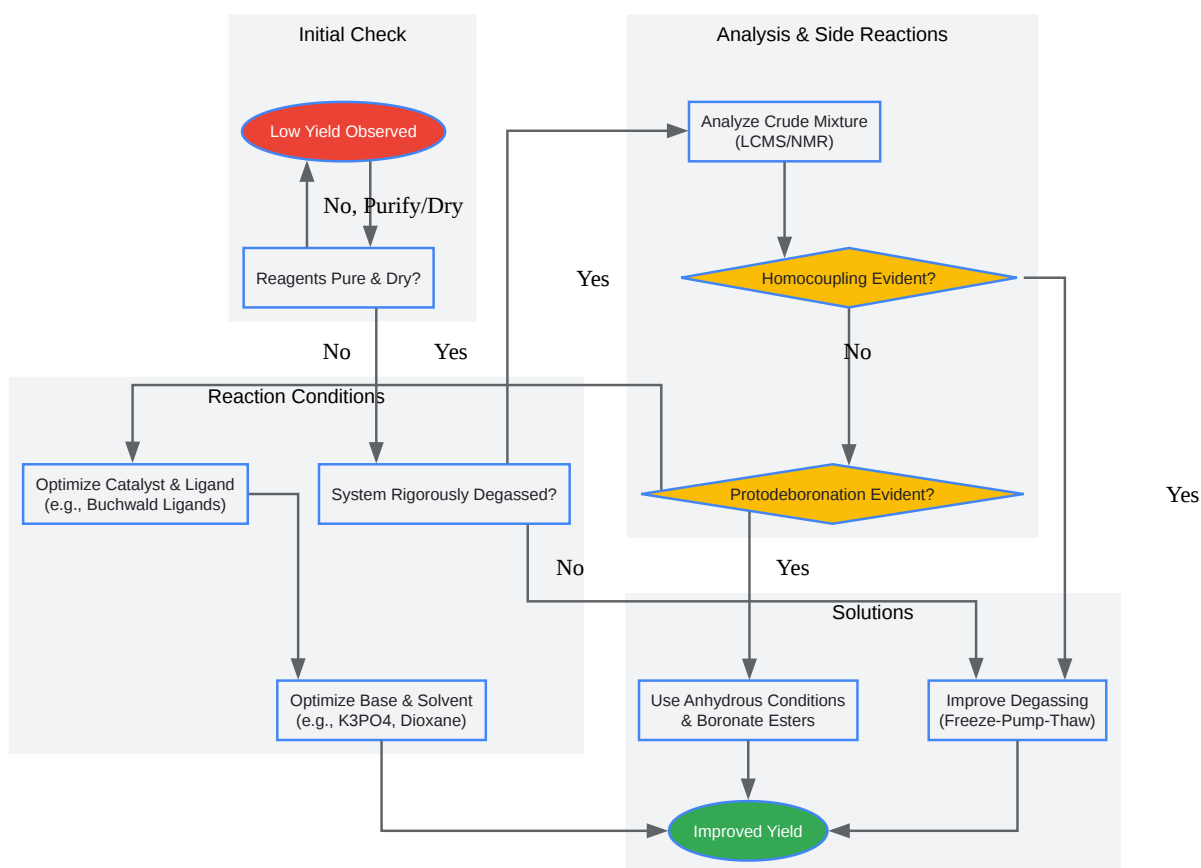 Initial Check
Analysis & Side Reactions
Low Yield Observed
Analyze Crude Mixture
(LCMS/NMR)
No, Purify/Dry
Reagents Pure & Dry?
Yes
Homocoupling Evident?
No
Yes
No
Reaction Conditions
Optimize Catalyst & Ligand
(e.g., Buchwald Ligands)
System Rigorously Degassed?
Protodeboronation Evident?
Yes
No
Yes
Solutions
Optimize Base & Solvent
(e.g., K3PO4, Dioxane)
Use Anhydrous Conditions
& Boronate Esters
Improve Degassing
(Freeze-Pump-Thaw)
Improved Yield